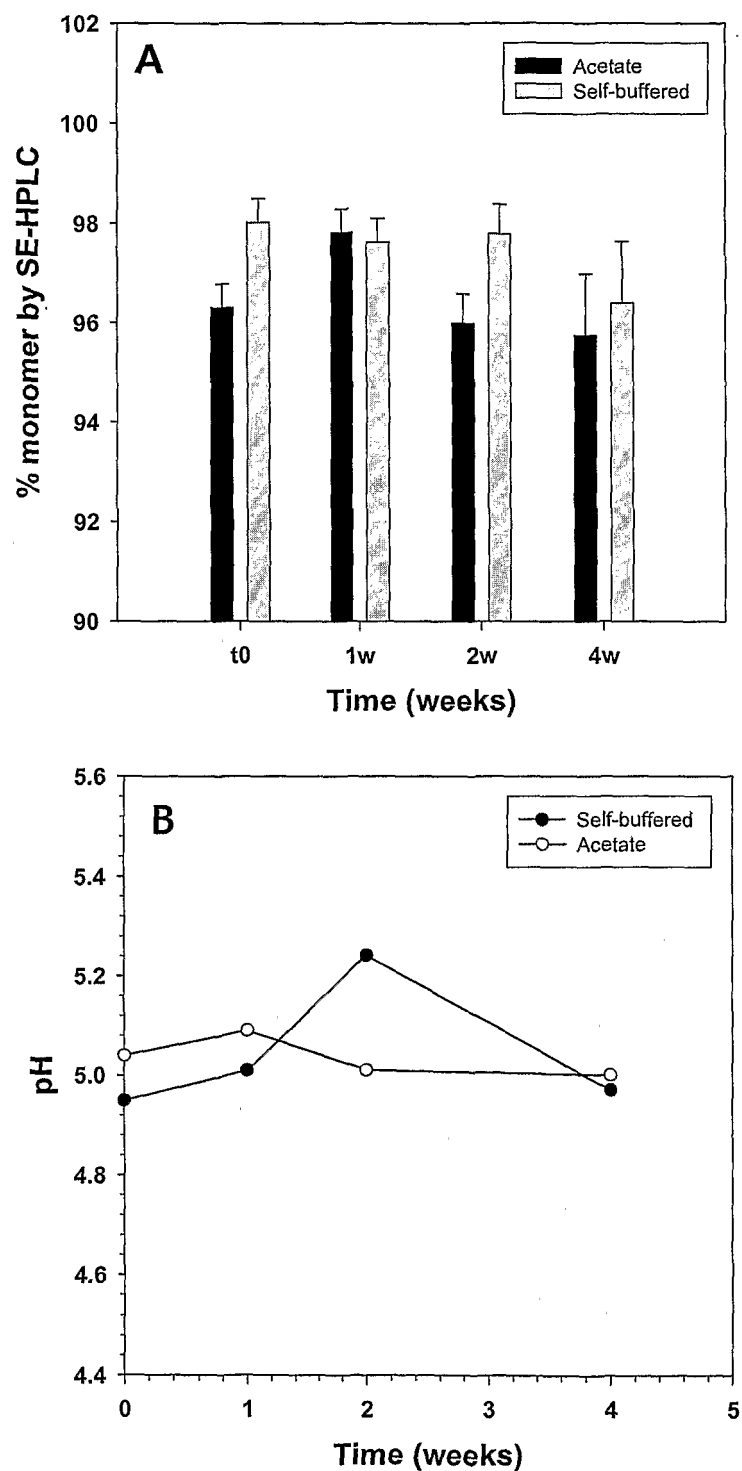 A
Acetate
Self-buffered
102
100
98
96
94
92
90
% monomer by SE-HPLC
t0 1w 2w 4w
Time (weeks)
B
Self-buffered
Acetate
5.6
5.4
5.2
5.0
4.8
4.6
4.4
pH
0 1 2 3 4 5
Time (weeks)